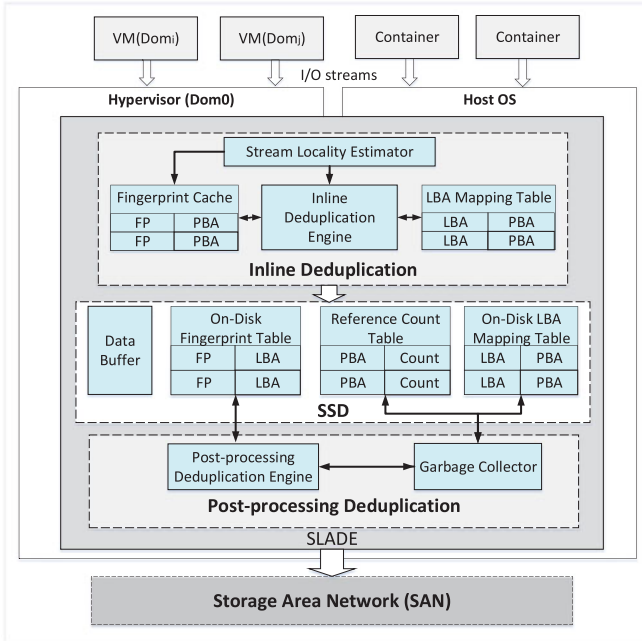 VM(Domi)
VM(Domj)
Container
Container
I/O streams
Hypervisor (Dom0)
Host OS
Stream Locality Estimator
Fingerprint Cache
FP PBA
FP PBA
Inline
Deduplication
Engine
LBA Mapping Table
LBA PBA
LBA PBA
Inline Deduplication
Data
Buffer
On-Disk
Fingerprint Table
FP LBA
FP LBA
Reference Count
Table
PBA Count
PBA Count
On-Disk LBA
Mapping Table
LBA PBA
LBA PBA
SSD
Post-processing
Deduplication Engine
Garbage Collector
Post-processing Deduplication
SLADE
Storage Area Network (SAN)